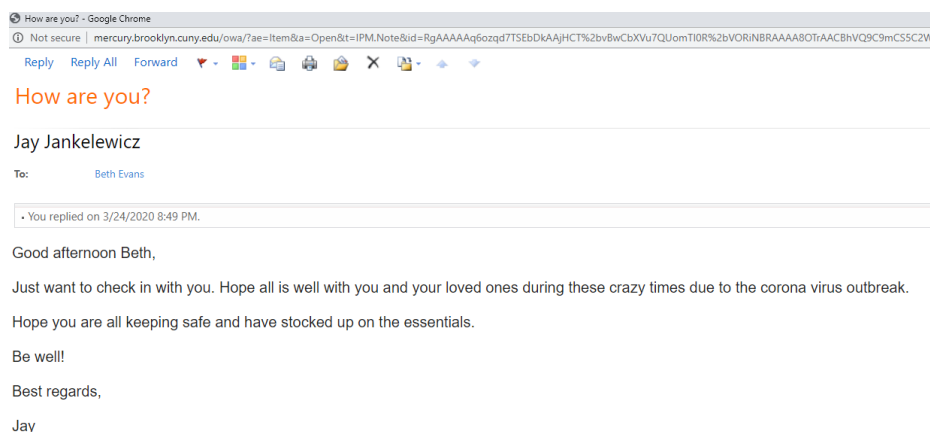 How are you? - Google Chrome
Not secure | mercury.brooklyn.cuny.edu/owa/?ae=Item&a=Open&t=IPM.Note&id=RgAAAAAq6ozqd7TSEbDkAAjHCT%2bvBwCbXVu7QUomTI0R%2bVORiNBRAAAA8OTrAACBhVQ9C9mCSS5C2W
Reply Reply All Forward
How are you?
Jay Jankelewicz
To: Beth Evans
• You replied on 3/24/2020 8:49 PM.
Good afternoon Beth,
Just want to check in with you. Hope all is well with you and your loved ones during these crazy times due to the corona virus outbreak.
Hope you are all keeping safe and have stocked up on the essentials.
Be well!
Best regards,
Jay